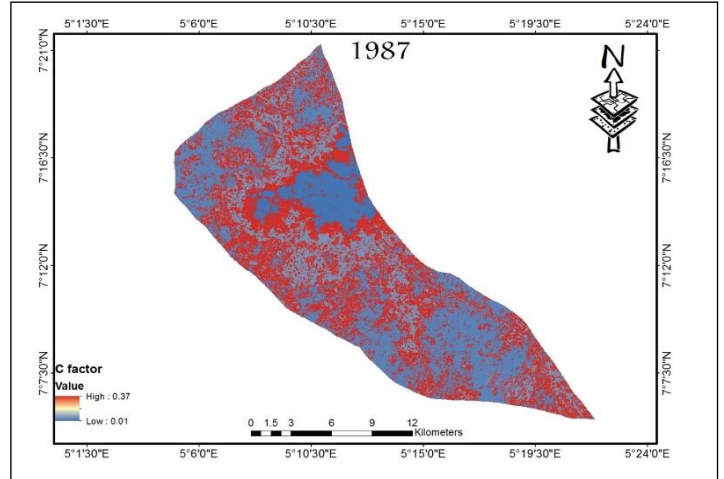 5°1'30"E 5°6'0"E 5°10'30"E 5°15'0"E 5°19'30"E 5°24'0"E
1987
N
7°21'0"N 7°21'0"N
7°16'30"N 7°16'30"N
7°12'0"N 7°12'0"N
7°7'30"N 7°7'30"N
C factor
Value
High : 0.37
Low : 0.01
0 1.5 3 6 9 12
Kilometers
5°1'30"E 5°6'0"E 5°10'30"E 5°15'0"E 5°19'30"E 5°24'0"E